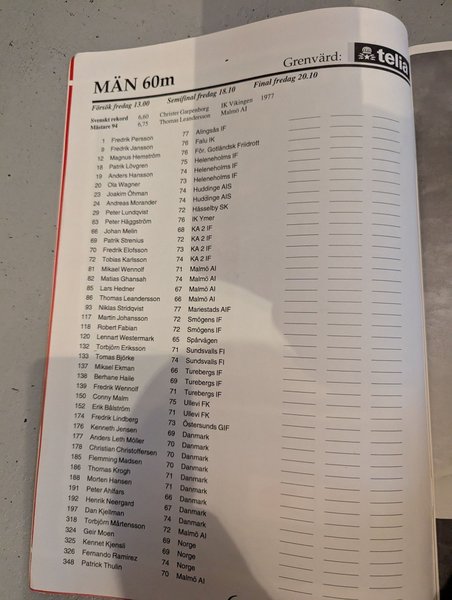 Grenvärd: telia
MÄN 60m
Försök fredag 15.00 Semifinal fredag 18.10 Final fredag 20.10
Svenskt rekord 6,60 Christer Garpenborg IK Vikingen 1977
Mästare 94 6,75 Thomas Leandersson Malmö AI
1 Fredrik Persson 77 Alingsås IF
9 Fredrik Jansson 76 Falu IK
12 Magnus Hemström 76 För. Gotländsk Friidrott
18 Patrik Lövgren 75 Heleneholms IF
19 Anders Hansson 74 Heleneholms IF
20 Ola Wagner 73 Heleneholms IF
23 Joakim Öhman 74 Huddinge AIS
24 Andreas Morander 74 Huddinge AIS
29 Peter Lundqvist 72 Hässelby SK
63 Peter Häggström 76 IK Ymer
66 Johan Melin 68 KA 2 IF
69 Patrik Strenius 74 KA 2 IF
70 Fredrik Elofsson 73 KA 2 IF
72 Tobias Karlsson 74 KA 2 IF
81 Mikael Wennolf 71 Malmö AI
82 Matias Ghansah 74 Malmö AI
85 Lars Hedner 67 Malmö AI
86 Thomas Leandersson 66 Malmö AI
93 Niklas Stridqvist 77 Mariestads AIF
117 Martin Johansson 72 Smögens IF
118 Robert Fabian 72 Smögens IF
120 Lennart Westermark 65 Spårvägen
132 Torbjörn Eriksson 71 Sundsvalls FI
133 Tomas Björke 74 Sundsvalls FI
137 Mikael Ekman 66 Turebergs IF
138 Berhane Haile 69 Turebergs IF
139 Fredrik Wennolf 71 Turebergs IF
150 Conny Malm 75 Ullevi FK
152 Erik Bålström 71 Ullevi FK
174 Fredrik Lindberg 73 Östersunds GIF
176 Kenneth Jensen 69 Danmark
177 Anders Leth Möller 70 Danmark
178 Christian Christoffersen 70 Danmark
185 Flemming Madsen 71 Danmark
186 Thomas Krogh 70 Danmark
188 Morten Hansen 71 Danmark
191 Peter Ahlfars 66 Danmark
192 Henrik Neergard 67 Danmark
197 Dan Kjellman 74 Danmark
318 Torbjörn Mårtensson 72 Malmö AI
324 Geir Moen 69 Norge
325 Kennet Kjensli 69 Norge
326 Fernando Ramirez 74 Norge
348 Patrick Thulin 70 Malmö AI